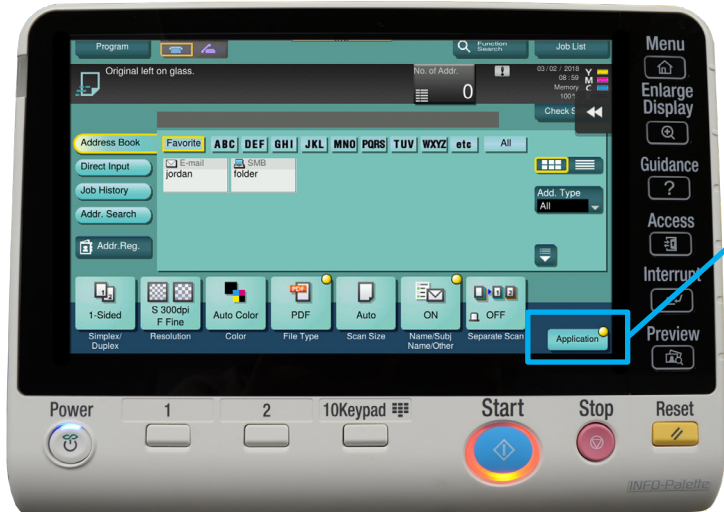 Program
Function
Search
Job List
Original left on glass.
No. of Addr.
0
03/02/2018
08:59
Memory
100%
Y
M
C
Check S
Address Book
Favorite
ABC
DEF
GHI
JKL
MNO
PQRS
TUV
WXYZ
etc
All
Direct Input
Job History
Addr. Search
Addr.Reg.
E-mail
jordan
SMB
folder
Add. Type
All
1-Sided
Simplex/
Duplex
S 300dpi
F Fine
Resolution
Auto Color
Color
PDF
PDF
File Type
Auto
Scan Size
ON
Name/Subj
Name/Other
OFF
Separate Scan
Application
Menu
Enlarge
Display
Guidance
?
Access
Interrupt
Preview
Power
1
2
10Keypad
Start
Stop
Reset
INFO-Palette